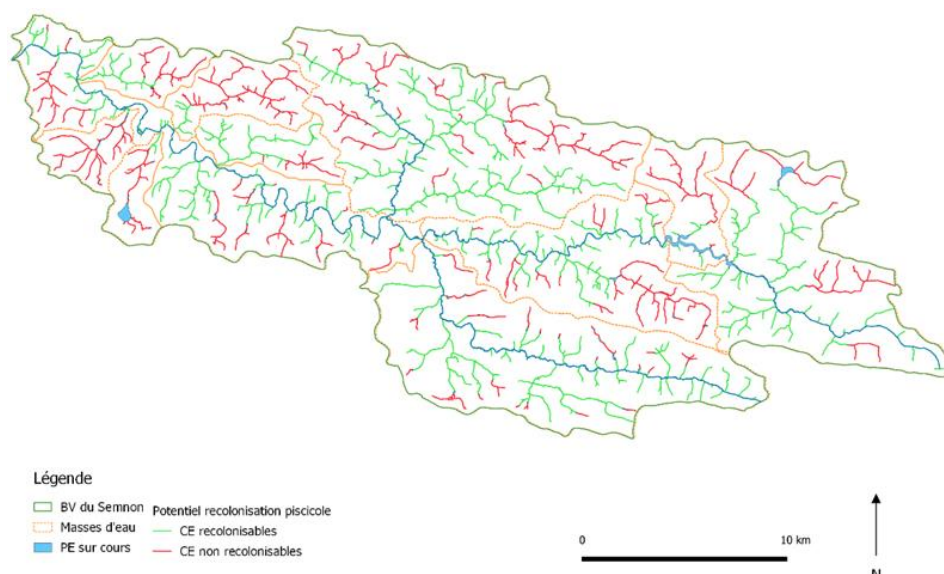 Légende
BV du Semnon
Masses d'eau
PE sur cours
Potentiel recolonisation piscicole
CE recolonisables
CE non recolonisables
0 10 km
N